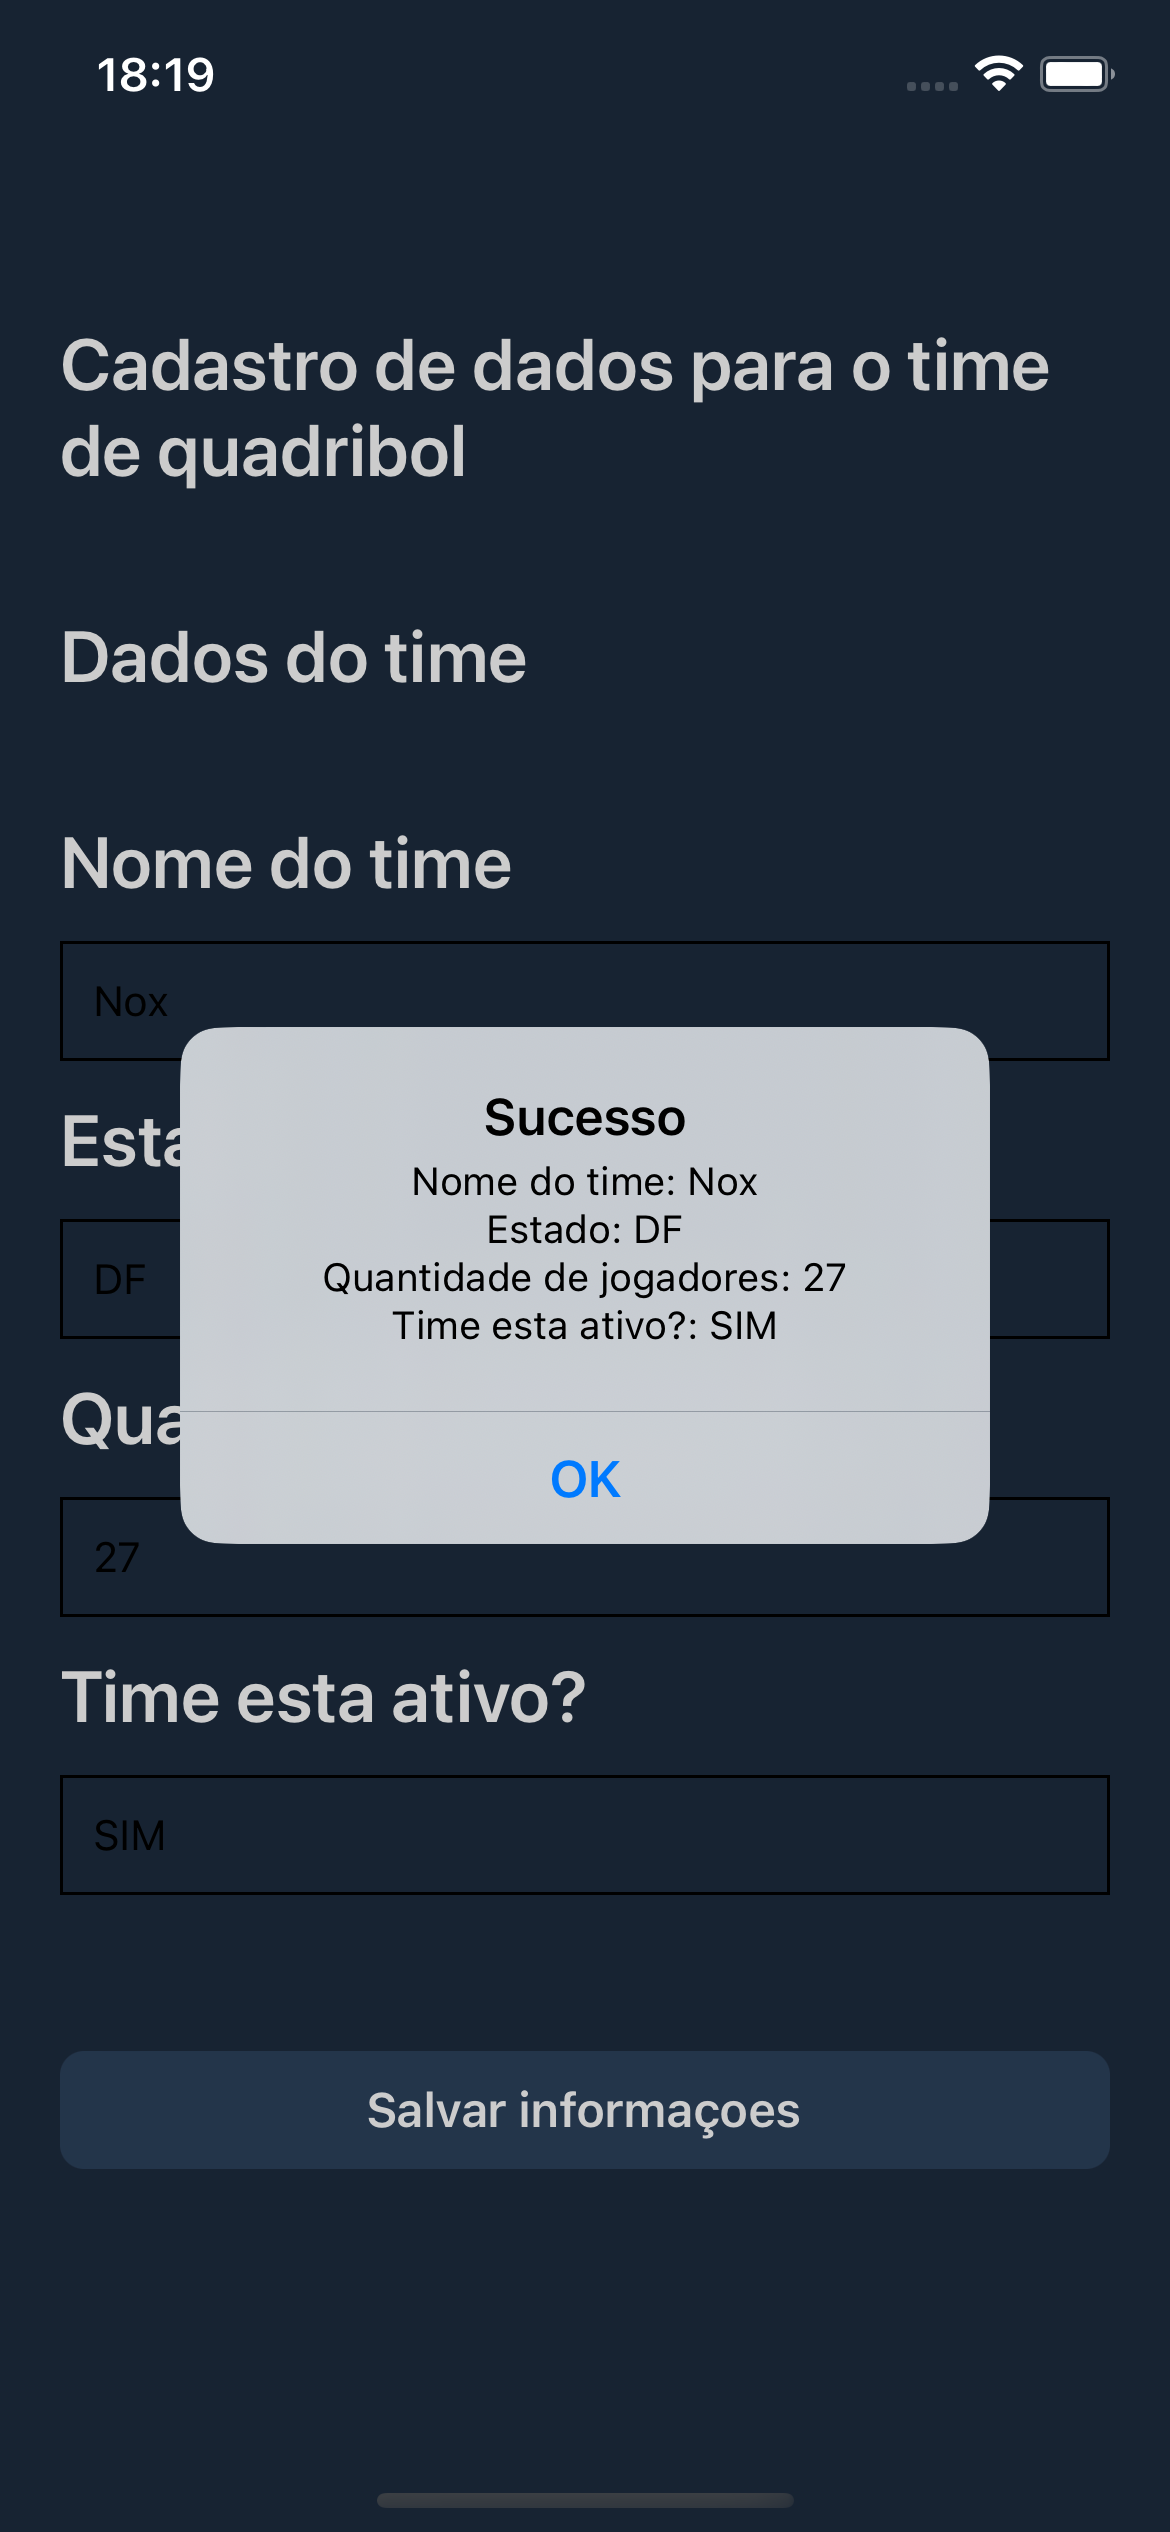 18:19
Cadastro de dados para o time
de quadribol
Dados do time
Nome do time
Nox
Sucesso
Nome do time: Nox
Estado: DF
Quantidade de jogadores: 27
Time esta ativo?: SIM
OK
DF
27
Time esta ativo?
SIM
Salvar informaçoes